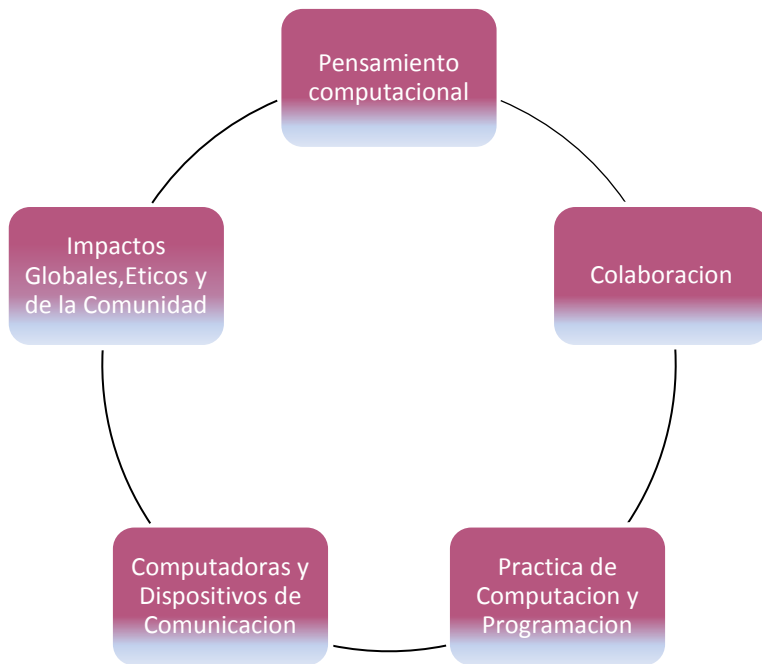 Pensamiento
computacional
Colaboracion
Practica de
Computacion y
Programacion
Computadoras y
Dispositivos de
Comunicacion
Impactos
Globales,Eticos y
de la Comunidad